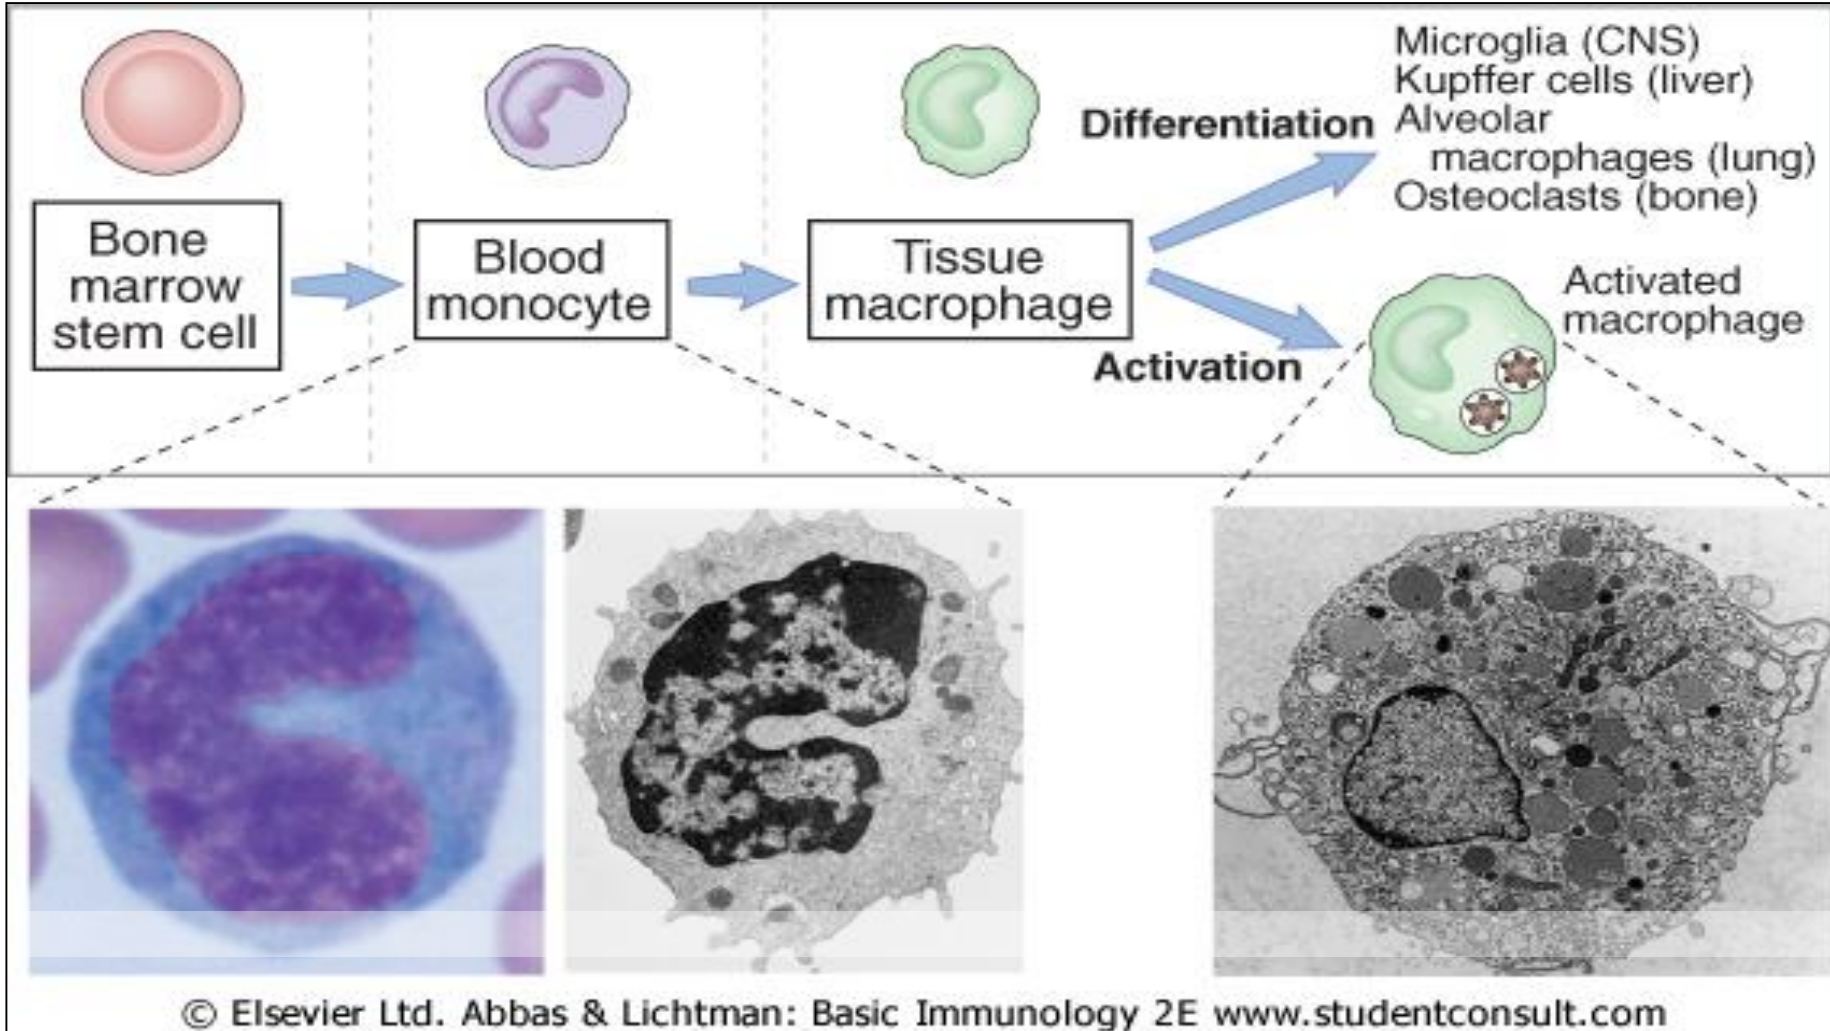 Bone
marrow
stem cell
Blood
monocyte
Tissue
macrophage
Differentiation
Microglia (CNS)
Kupffer cells (liver)
Alveolar
macrophages (lung)
Osteoclasts (bone)
Activation
Activated
macrophage
© Elsevier Ltd. Abbas & Lichtman: Basic Immunology 2E www.studentconsult.com